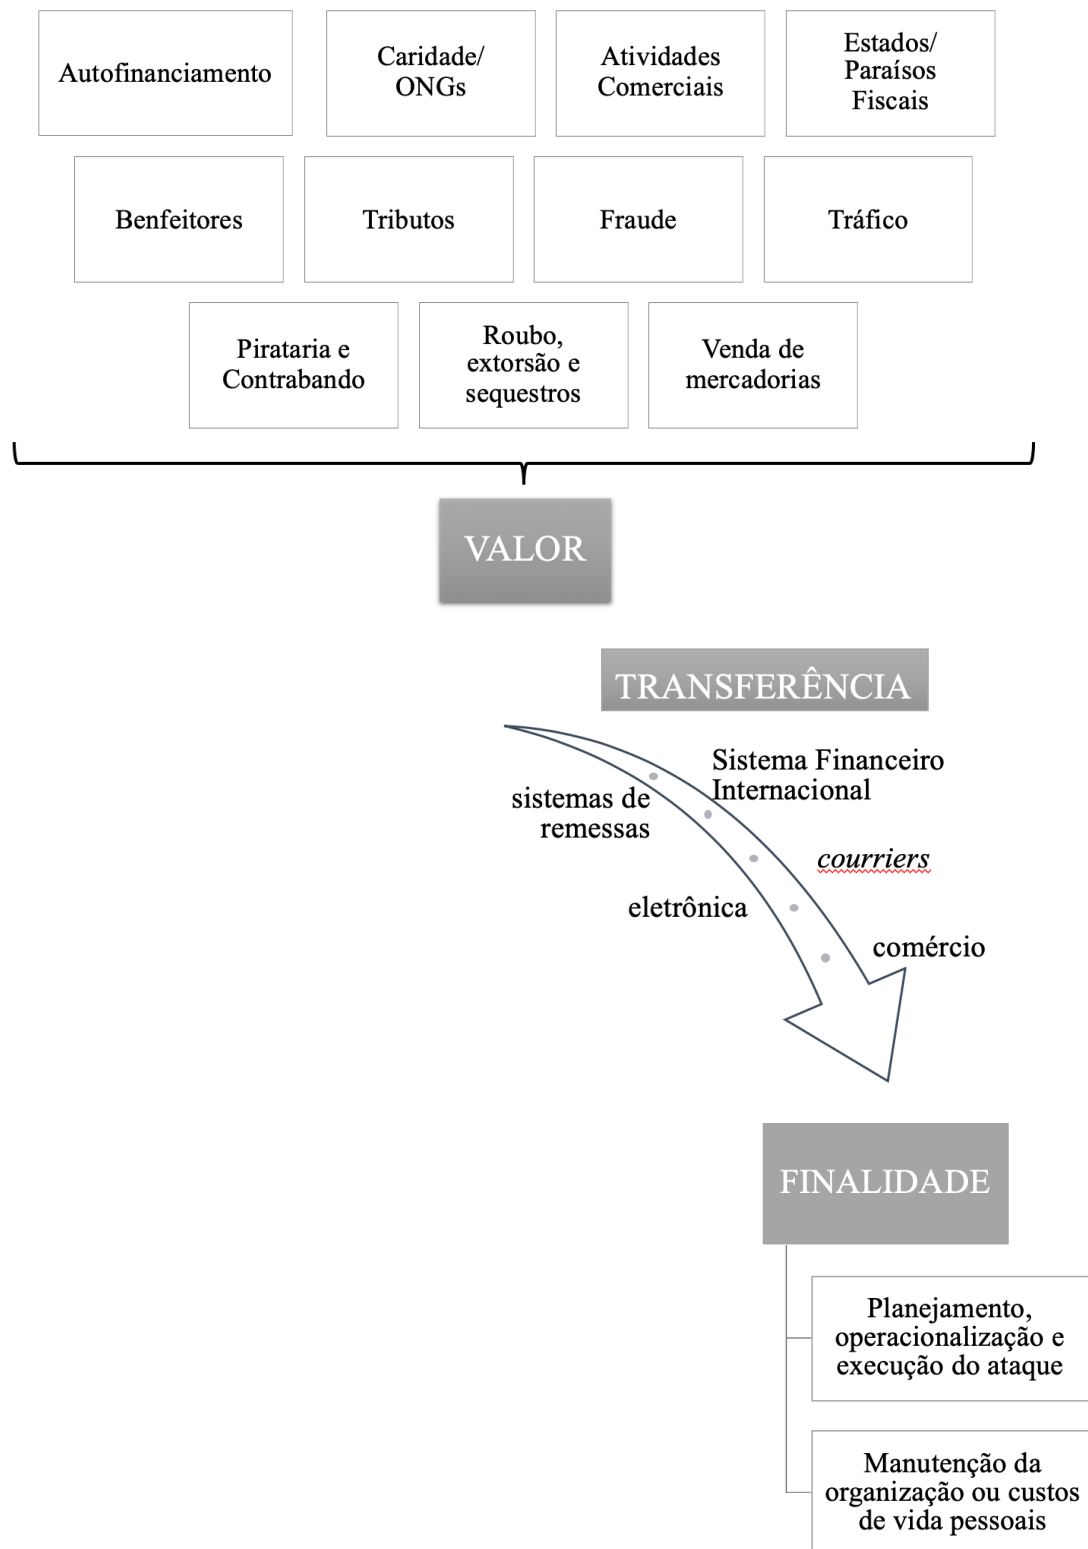 Autofinanciamento
Caridade/
ONGs
Atividades
Comerciais
Estados/
Paraísos
Fiscais
Benfeitores
Tributos
Fraude
Tráfico
Pirataria e
Contrabando
Roubo,
extorsão e
sequestros
Venda de
mercadorias
VALOR
TRANSFERÊNCIA
Sistema Financeiro
Internacional
sistemas de
remessas
courriers
eletrônica
comércio
FINALIDADE
Planejamento,
operacionalização e
execução do ataque
Manutenção da
organização ou custos
de vida pessoais